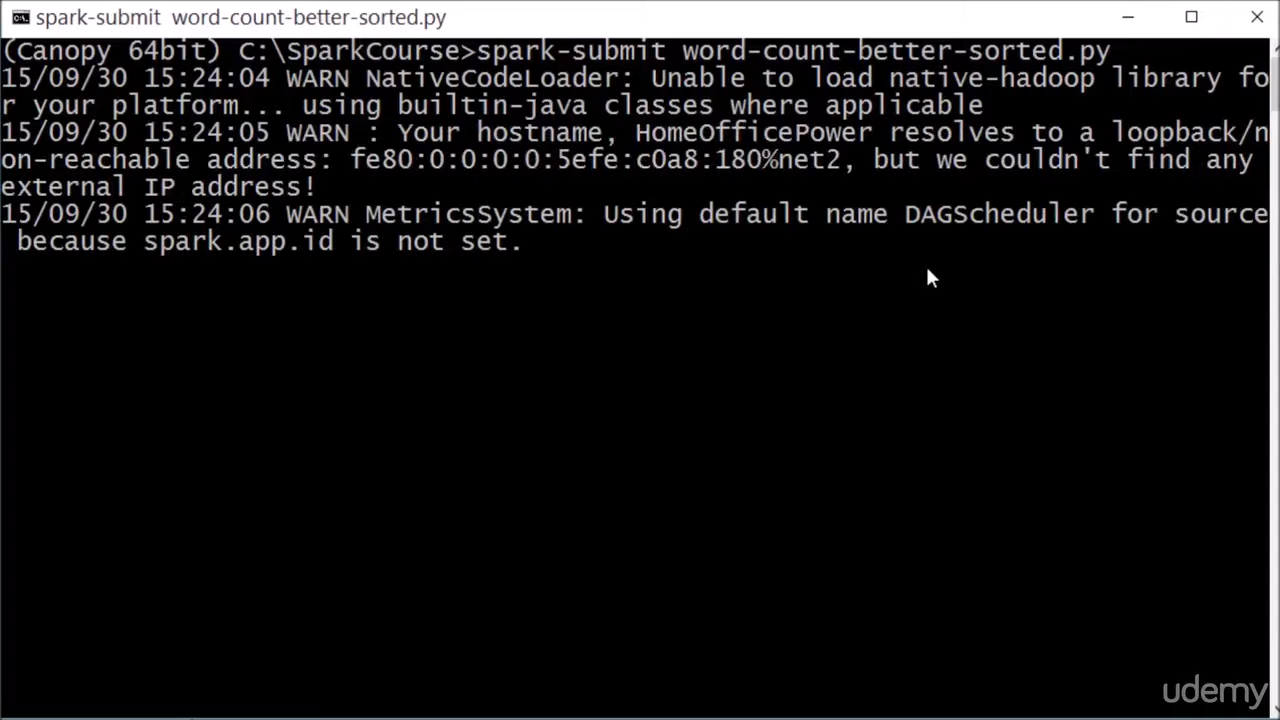 spark-submit  word-count-better-sorted.py
(Canopy 64bit) C:\SparkCourse>spark-submit word-count-better-sorted.py
15/09/30 15:24:04 WARN NativeCodeLoader: Unable to load native-hadoop library fo
r your platform... using builtin-java classes where applicable
15/09/30 15:24:05 WARN : Your hostname, HomeOfficePower resolves to a loopback/n
on-reachable address: fe80:0:0:0:0:5efe:c0a8:180%net2, but we couldn't find any
external IP address!
15/09/30 15:24:06 WARN MetricsSystem: Using default name DAGScheduler for source
 because spark.app.id is not set.
udemy